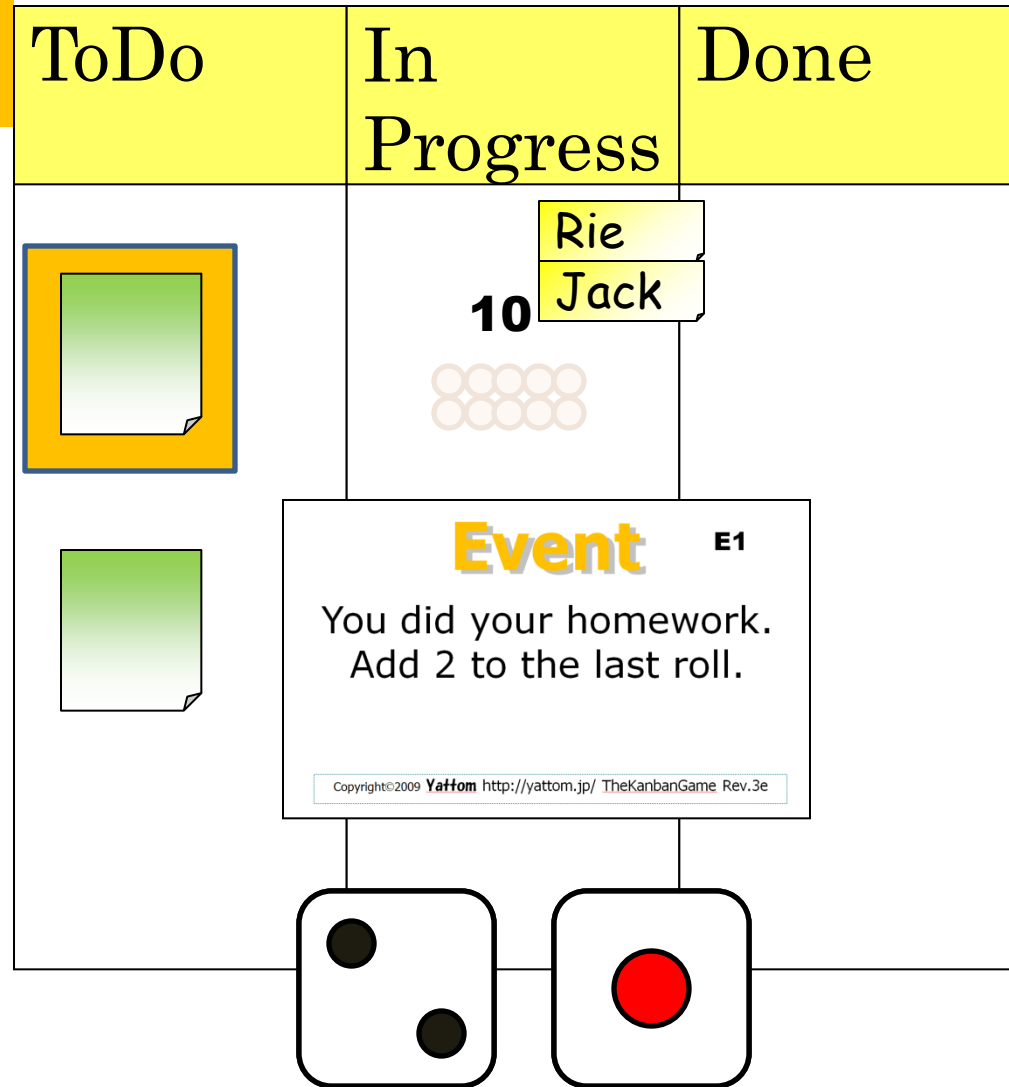 ToDo
In
Progress
Done
Rie
Jack
10
Event
E1
You did your homework.
Add 2 to the last roll.
Copyright©2009 Yattom http://yattom.jp/ TheKanbanGame Rev.3e